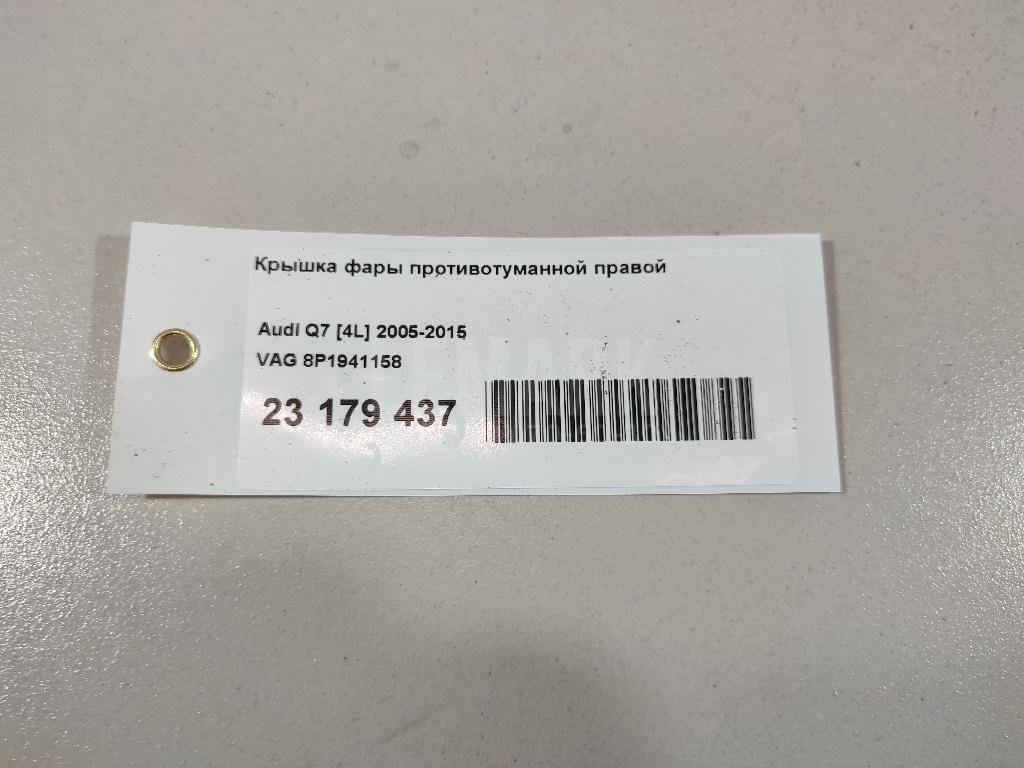 Крышка фары противотуманной правой
Audi Q7 [4L] 2005-2015
VAG 8P1941158
23 179 437